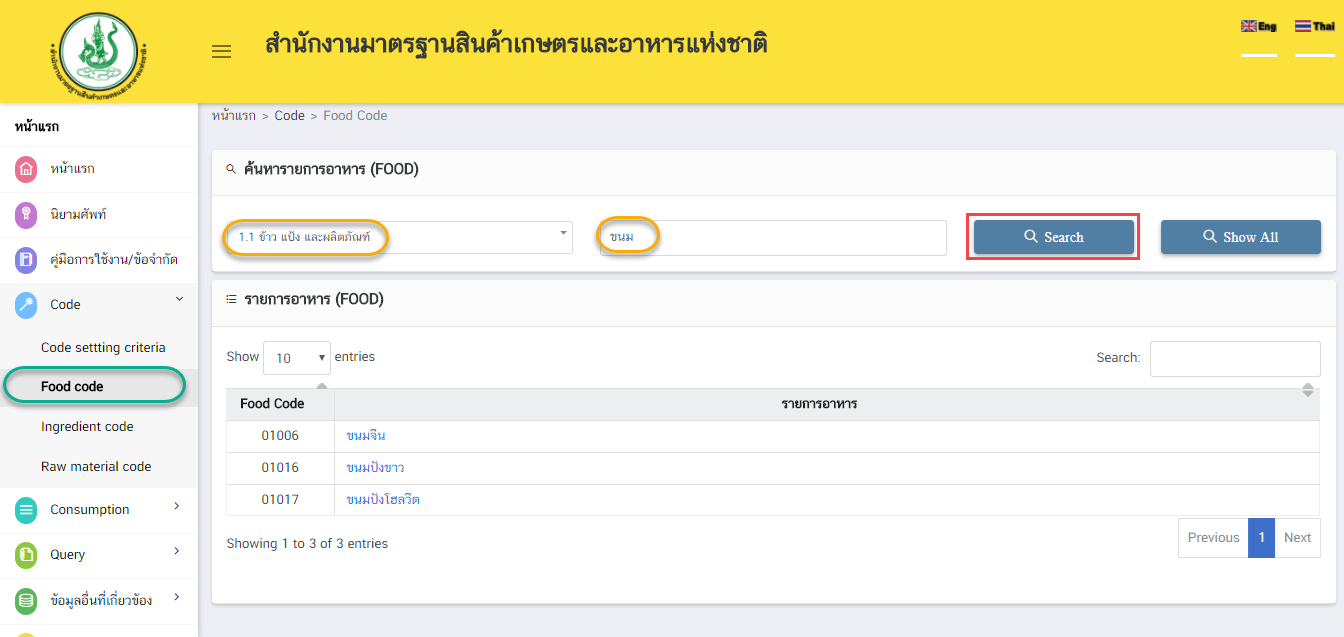 สำนักงานมาตรฐานสินค้าเกษตรและอาหารแห่งชาติ
Eng
Thai
หน้าแรก
หน้าแรก
นิยามศัพท์
คู่มือการใช้งาน/ข้อจำกัด
Code
Code settting criteria
Food code
Ingredient code
Raw material code
Consumption
Query
ข้อมูลอื่นที่เกี่ยวข้อง
หน้าแรก > Code > Food Code
ค้นหารายการอาหาร (FOOD)
1.1 ข้าว แป้ง และผลิตภัณฑ์
ขนม
Search
Show All
รายการอาหาร (FOOD)
Show 10 entries
Search:
Food Code รายการอาหาร
01006 ขนมจีน
01016 ขนมปังขาว
01017 ขนมปังโฮลวีต
Showing 1 to 3 of 3 entries
Previous 1 Next